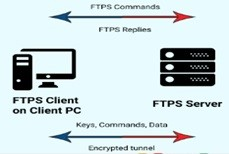 FTPS Commands
FTPS Replies
FTPS Client
on Client PC
FTPS Server
Keys, Commands, Data
Encrypted tunnel